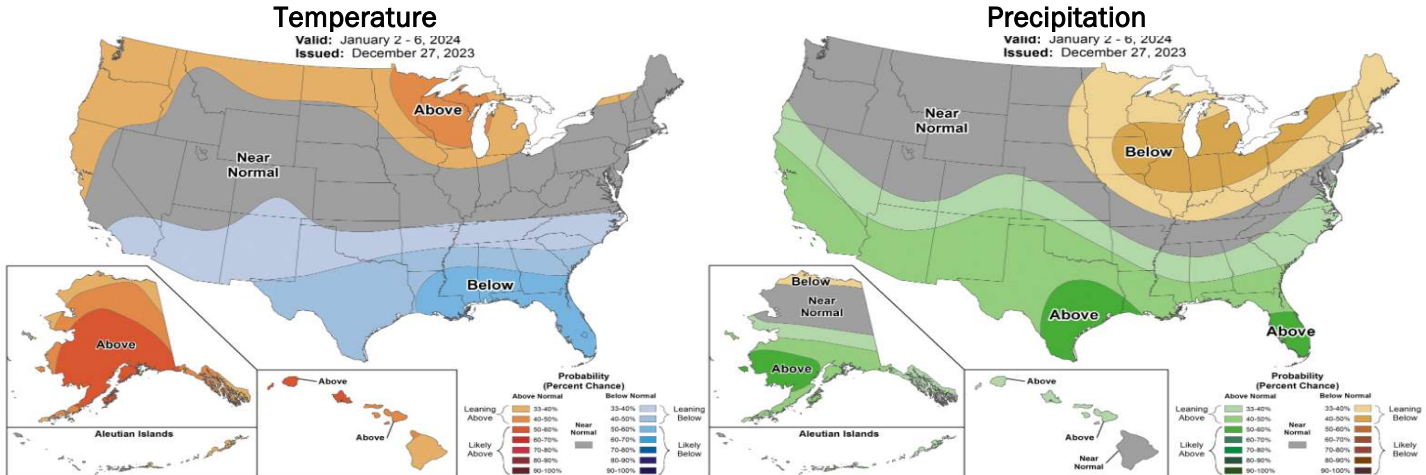 Temperature
Valid: January 2 - 6, 2024
Issued: December 27, 2023
Above
Near
Normal
Below
Above
Aleutian Islands
Above
Above
Probability
(Percent Chance)
Above Normal Below Normal
Leaning
Above
33-40% 33-40%
40-50% 40-50%
Leaning
Below
50-60% Near 50-60%
60-70% Normal 60-70%
Likely
Above
70-80% 70-80%
Likely
Below
80-90% 80-90%
90-100% 90-100%
Precipitation
Valid: January 2 - 6, 2024
Issued: December 27, 2023
Near
Normal
Below
Above
Above
Below
Near
Normal
Above
Aleutian Islands
Above
Above
Near
Normal
Probability
(Percent Chance)
Above Normal Below Normal
Leaning
Above
33-40% 33-40%
40-50% 40-50%
Leaning
Below
50-60% Near 50-60%
60-70% Normal 60-70%
Likely
Above
70-80% 70-80%
Likely
Below
80-90% 80-90%
90-100% 90-100%